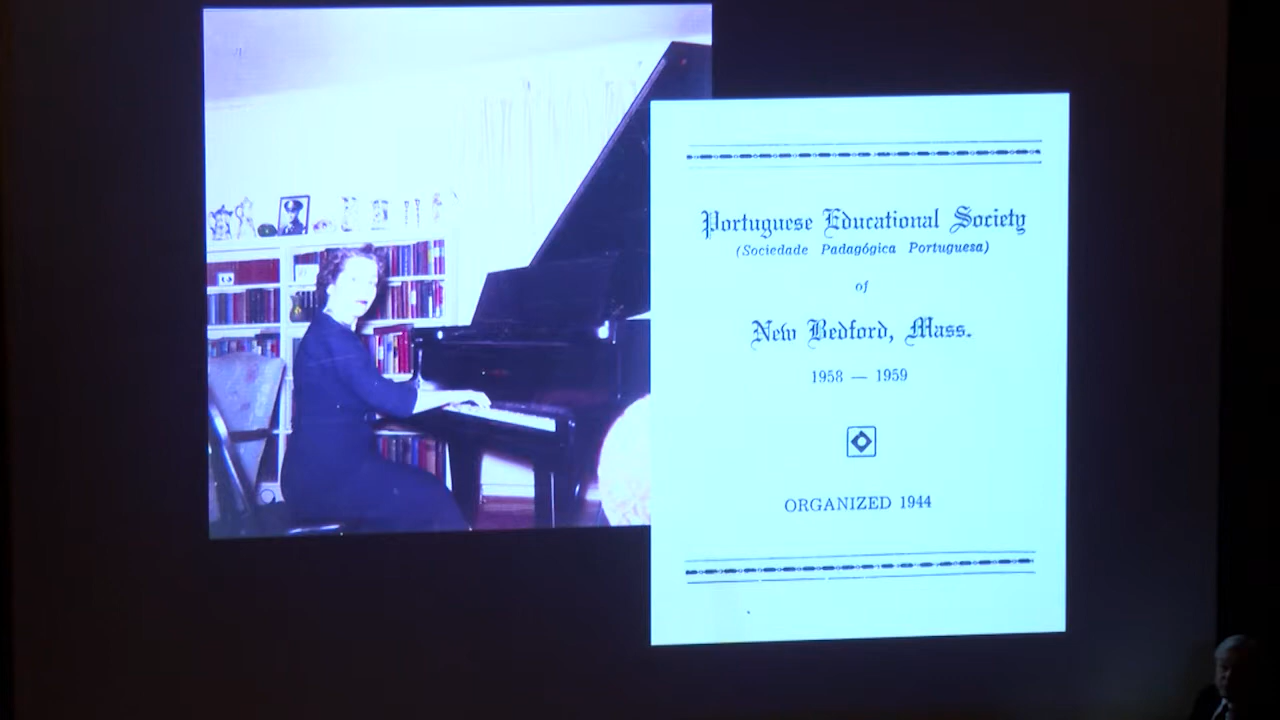 Portuguese Educational Society
(Sociedade Padagógica Portuguesa)
of
New Bedford, Mass.
1958 — 1959
ORGANIZED 1944